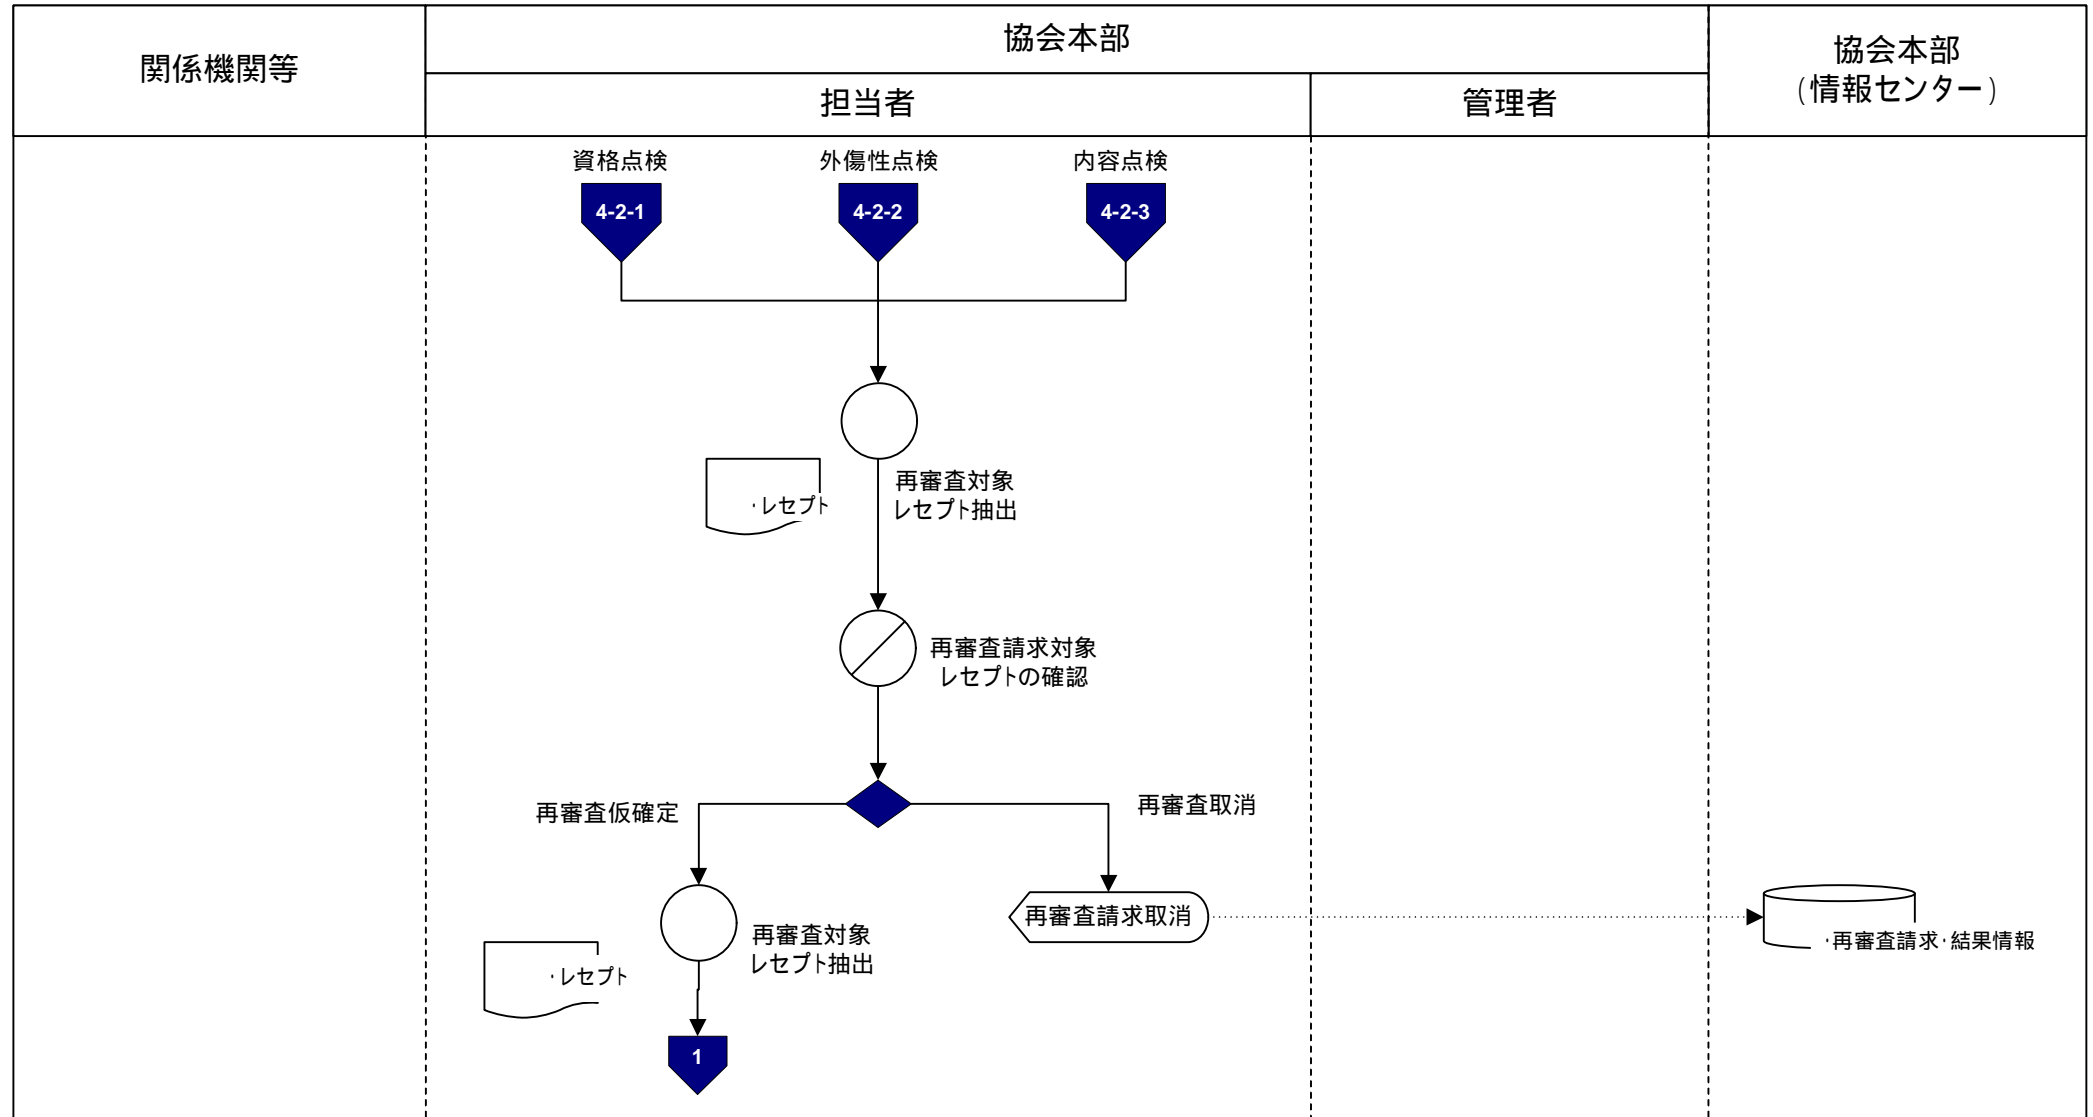 関係機関等
協会本部
協会本部
(情報センター)
担当者
管理者
資格点検
外傷性点検
内容点検
4-2-1
4-2-2
4-2-3
・レセプト
再審査対象
レセプト抽出
再審査請求対象
レセプトの確認
再審査仮確定
再審査取消
再審査請求取消
・再審査請求・結果情報
再審査対象
レセプト抽出
・レセプト
1